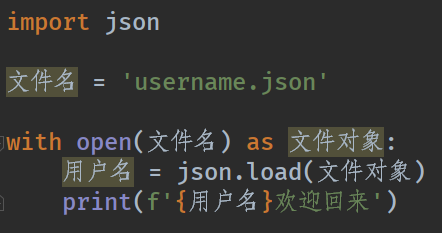 import json
文件名 = 'username.json'
with open(文件名) as 文件对象:
    用户名 = json.load(文件对象)
    print(f'{用户名}欢迎回来')